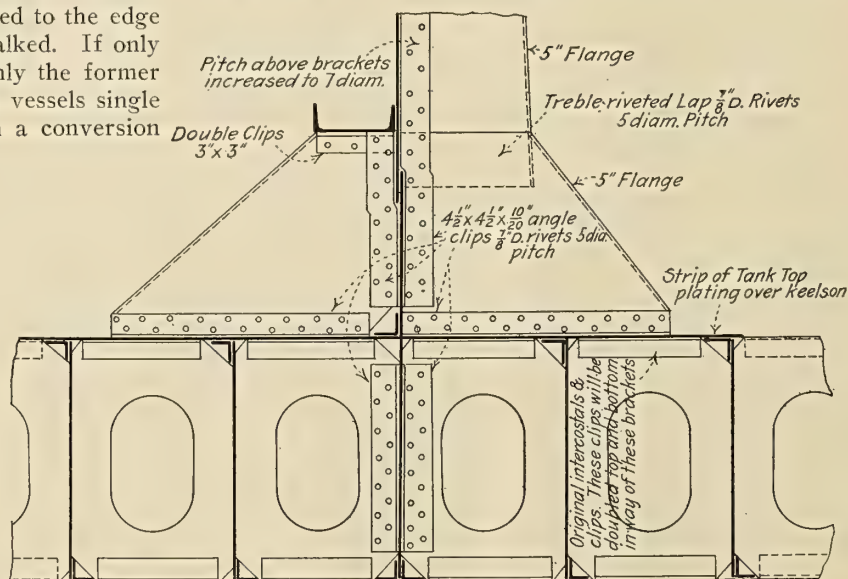 ed to the edge
alked. If only
nly the former
vessels single
n a conversion
Pitch above brackets
increased to 7 diam.
5" Flange
Treble-riveted Lap 7/8" D. Rivets
5 diam. Pitch
Double Clips
3" x 3"
5" Flange
4 1/2" x 4 1/2" x 10/20" angle
clips 7/8" D. rivets 5 dia.
pitch
Strip of Tank Top
plating over keelson
Original intercostals &
clips. These clips will be
doubled top and bottom
in way of these brackets